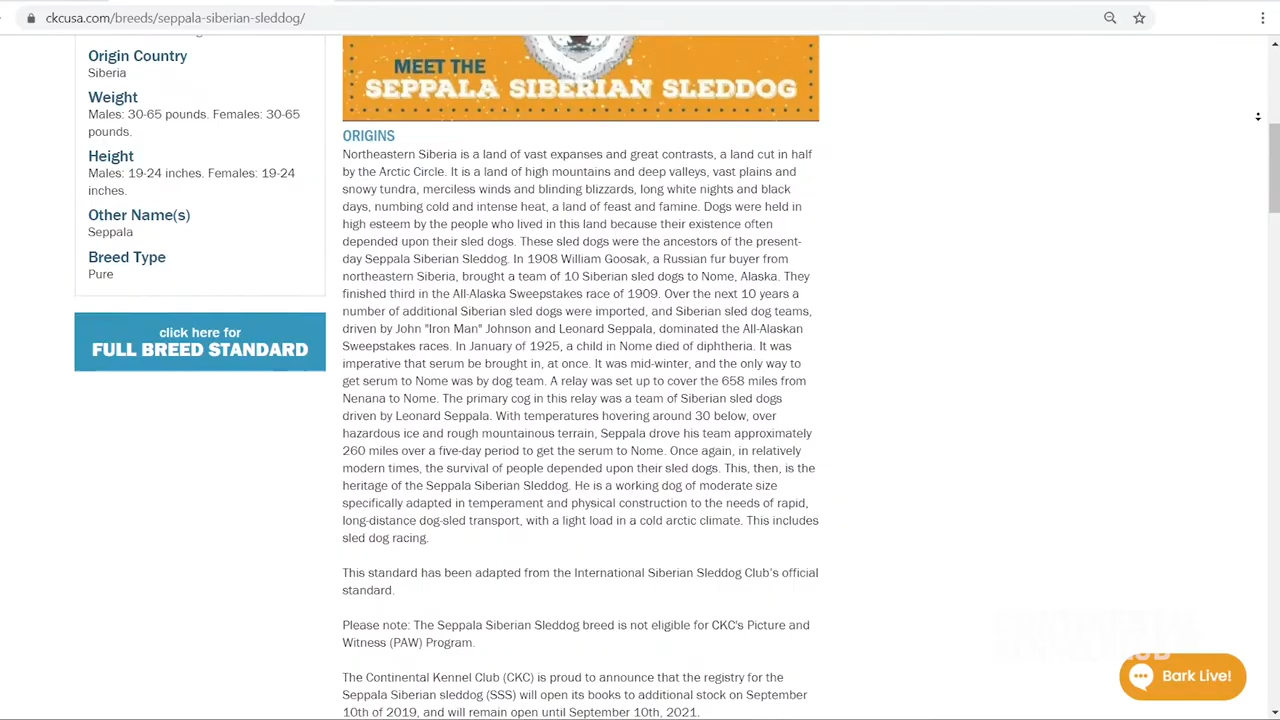 ckcusa.com/breeds/seppala-siberian-sleddog/
Origin Country
Siberia
Weight
Males: 30-65 pounds. Females: 30-65
pounds.
Height
Males: 19-24 inches. Females: 19-24
inches.
Other Name(s)
Seppala
Breed Type
Pure
click here for
FULL BREED STANDARD
MEET THE
SEPPALA SIBERIAN SLEDDOG
ORIGINS
Northeastern Siberia is a land of vast expanses and great contrasts, a land cut in half
by the Arctic Circle. It is a land of high mountains and deep valleys, vast plains and
snowy tundra, merciless winds and blinding blizzards, long white nights and black
days, numbing cold and intense heat, a land of feast and famine. Dogs were held in
high esteem by the people who lived in this land because their existence often
depended upon their sled dogs. These sled dogs were the ancestors of the present-
day Seppala Siberian Sleddog. In 1908 William Goosak, a Russian fur buyer from
northeastern Siberia, brought a team of 10 Siberian sled dogs to Nome, Alaska. They
finished third in the All-Alaska Sweepstakes race of 1909. Over the next 10 years a
number of additional Siberian sled dogs were imported, and Siberian sled dog teams,
driven by John "Iron Man" Johnson and Leonard Seppala, dominated the All-Alaskan
Sweepstakes races. In January of 1925, a child in Nome died of diphtheria. It was
imperative that serum be brought in, at once. It was mid-winter, and the only way to
get serum to Nome was by dog team. A relay was set up to cover the 658 miles from
Nenana to Nome. The primary cog in this relay was a team of Siberian sled dogs
driven by Leonard Seppala. With temperatures hovering around 30 below, over
hazardous ice and rough mountainous terrain, Seppala drove his team approximately
260 miles over a five-day period to get the serum to Nome. Once again, in relatively
modern times, the survival of people depended upon their sled dogs. This, then, is the
heritage of the Seppala Siberian Sleddog. He is a working dog of moderate size
specifically adapted in temperament and physical construction to the needs of rapid,
long-distance dog-sled transport, with a light load in a cold arctic climate. This includes
sled dog racing.
This standard has been adapted from the International Siberian Sleddog Club's official
standard.
Please note: The Seppala Siberian Sleddog breed is not eligible for CKC's Picture and
Witness (PAW) Program.
The Continental Kennel Club (CKC) is proud to announce that the registry for the
Seppala Siberian sleddog (SSS) will open its books to additional stock on September
10th of 2019, and will remain open until September 10th, 2021.
Bark Live!